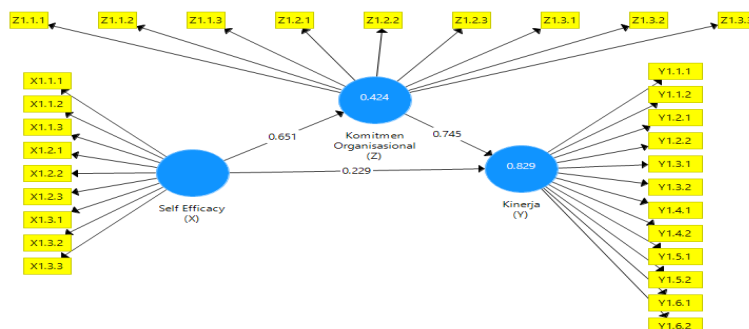 Z1.1.1
Z1.1.2
Z1.1.3
Z1.2.1
Z1.2.2
Z1.2.3
Z1.3.1
Z1.3.2
Z1.3.3
X1.1.1
X1.1.2
X1.1.3
X1.2.1
X1.2.2
X1.2.3
X1.3.1
X1.3.2
X1.3.3
0.424
Komitmen
Organisasional
(Z)
0.651
0.745
0.229
Self Efficacy
(X)
0.829
Kinerja
(Y)
Y1.1.1
Y1.1.2
Y1.2.1
Y1.2.2
Y1.3.1
Y1.3.2
Y1.4.1
Y1.4.2
Y1.5.1
Y1.5.2
Y1.6.1
Y1.6.2